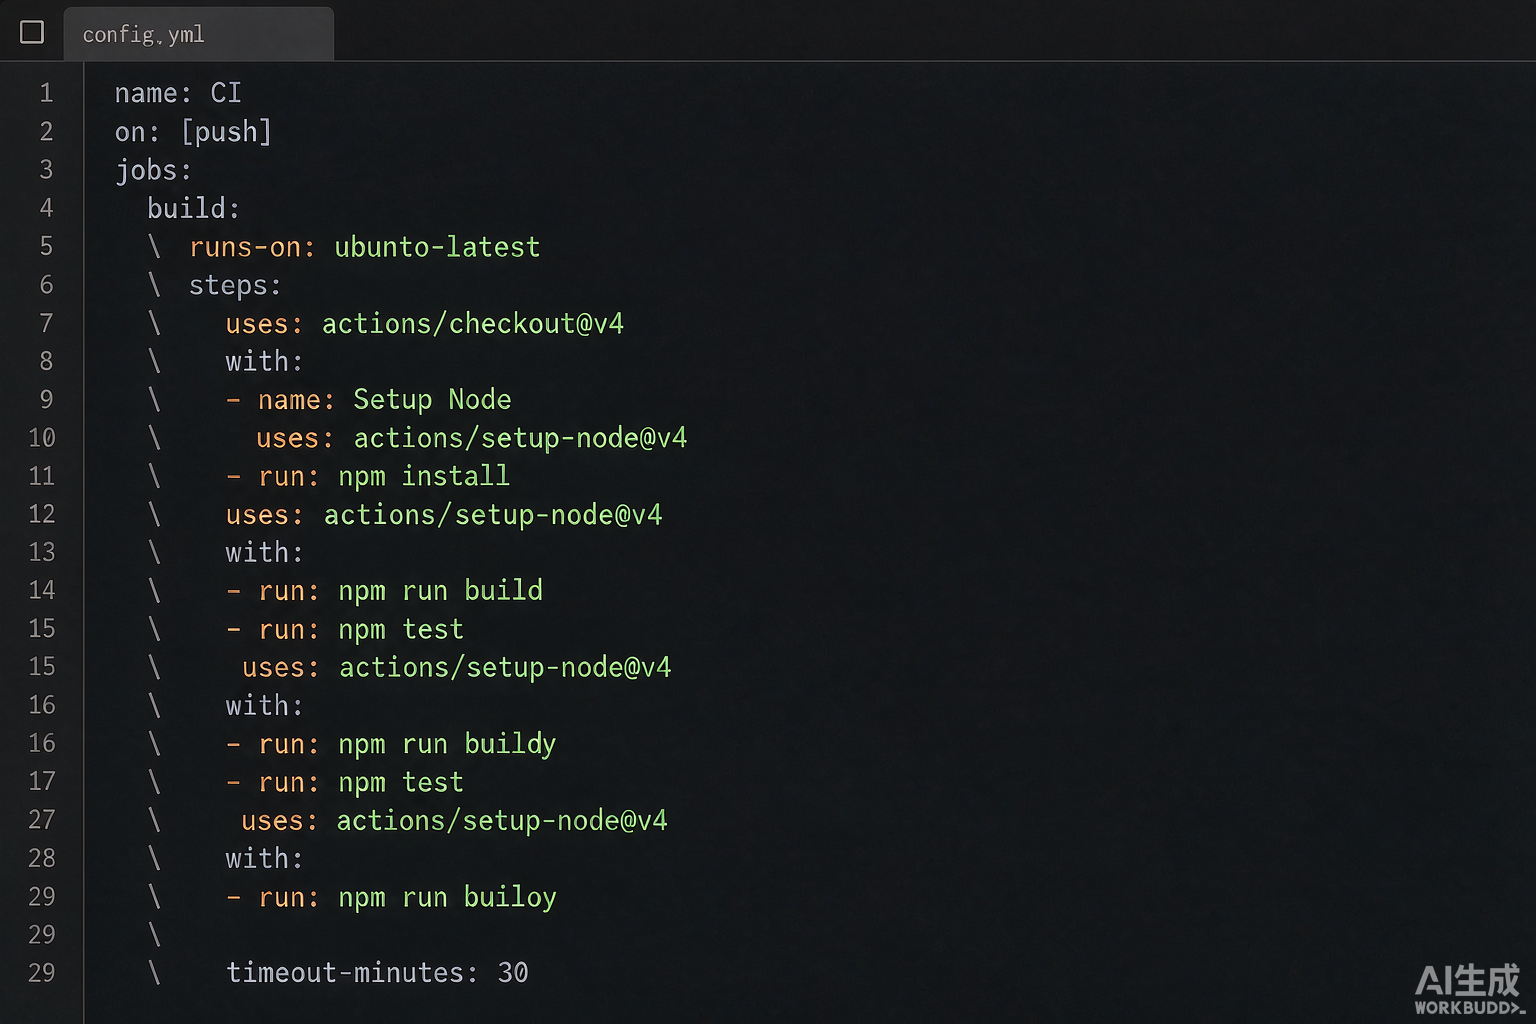 config.yml
1 name: CI
2 on: [push]
3 jobs:
4   build:
5   \  runs-on: ubunto-latest
6   \  steps:
7   \    uses: actions/checkout@v4
8   \    with:
9   \    - name: Setup Node
10   \      uses: actions/setup-node@v4
11   \    - run: npm install
12   \    uses: actions/setup-node@v4
13   \    with:
14   \    - run: npm run build
15   \    - run: npm test
15   \     uses: actions/setup-node@v4
16   \    with:
16   \    - run: npm run buildy
17   \    - run: npm test
27   \     uses: actions/setup-node@v4
28   \    with:
29   \    - run: npm run builoy
29   \
29   \    timeout-minutes: 30
AI生成
WORKBUDD>_